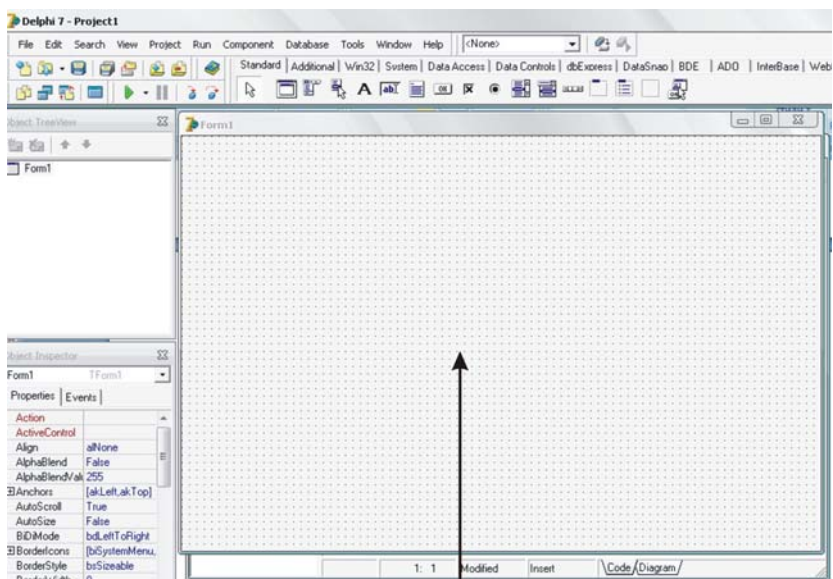 Delphi 7 - Project1
File Edit Search View Project Run Component Database Tools Window Help <None>
Standard Additional Win32 System Data Access Data Controls dbExpress DataSnap BDE ADO InterBase
Object TreeView
Form1
Form1
Object Inspector
Form1 TForm1
Properties Events
Action
ActiveControl
Align alNone
AlphaBlend False
AlphaBlendVal 255
Anchors [akLeft,akTop]
AutoScroll True
AutoSize False
BiDiMode bdLeftToRight
BorderIcons [biSystemMenu,
BorderStyle bsSizeable
1: 1 Modified Insert Code Diagram